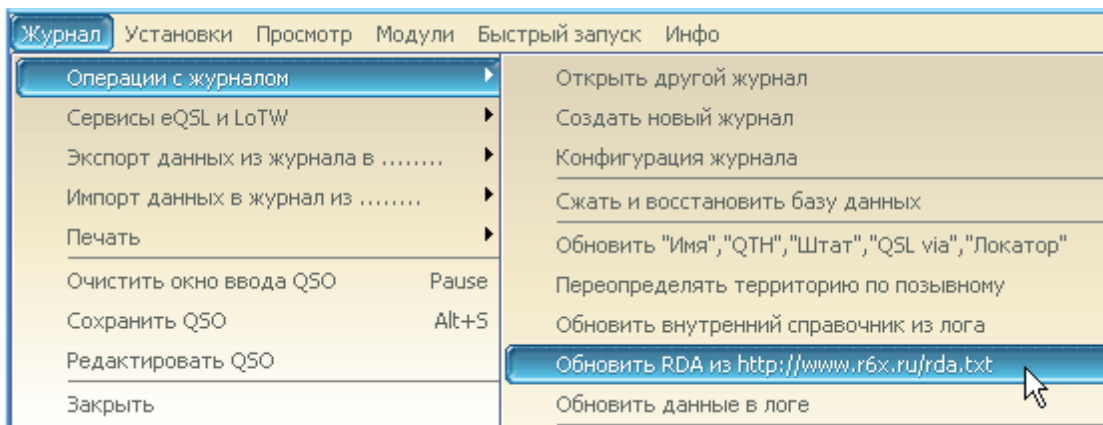 Журнал Установки Просмотр Модули Быстрый запуск Инфо
Операции с журналом
Сервисы eQSL и LoTW
Экспорт данных из журнала в ........
Импорт данных в журнал из ........
Печать
Очистить окно ввода QSO Pause
Сохранить QSO Alt+S
Редактировать QSO
Закрыть
Открыть другой журнал
Создать новый журнал
Конфигурация журнала
Сжать и восстановить базу данных
Обновить "Имя","QTH","Штат","QSL via","Локатор"
Переопределять территорию по позывному
Обновить внутренний справочник из лога
Обновить RDA из http://www.r6x.ru/rda.txt
Обновить данные в логе